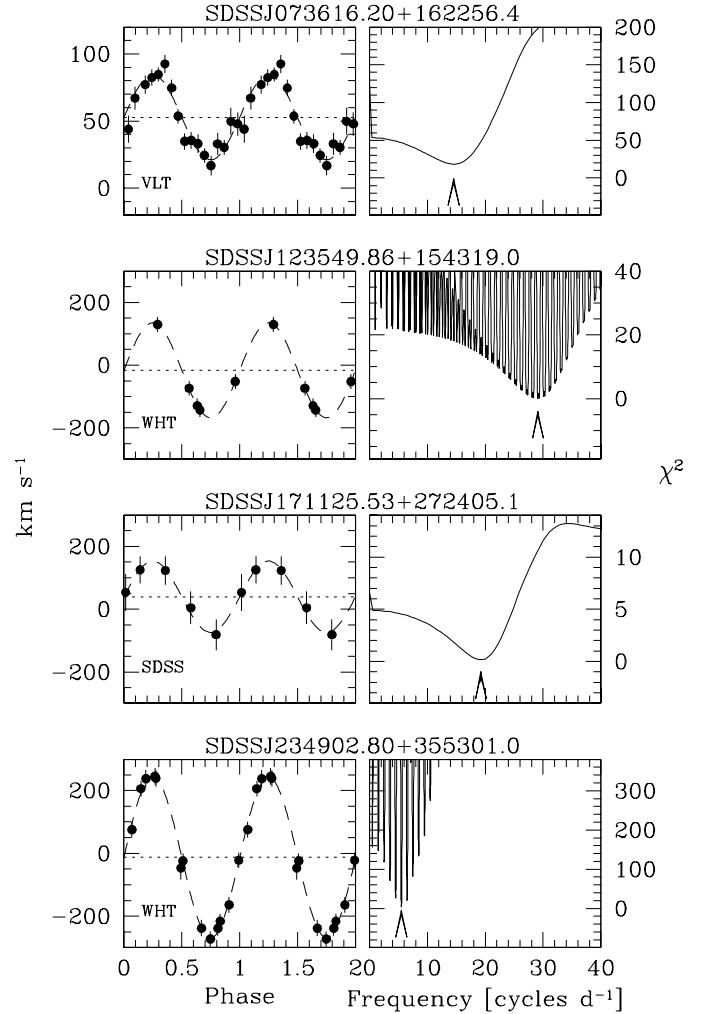 SDSSJ073616.20+162256.4
100
50
0
VLT
200
150
100
50
0
SDSSJ123549.86+154319.0
200
0
−200
WHT
40
20
0
km s⁻¹
χ²
SDSSJ171125.53+272405.1
200
0
−200
SDSS
10
5
0
SDSSJ234902.80+355301.0
200
0
−200
WHT
300
200
100
0
0 0.5 1 1.5 20 10 20 30 40
Phase Frequency [cycles d⁻¹]